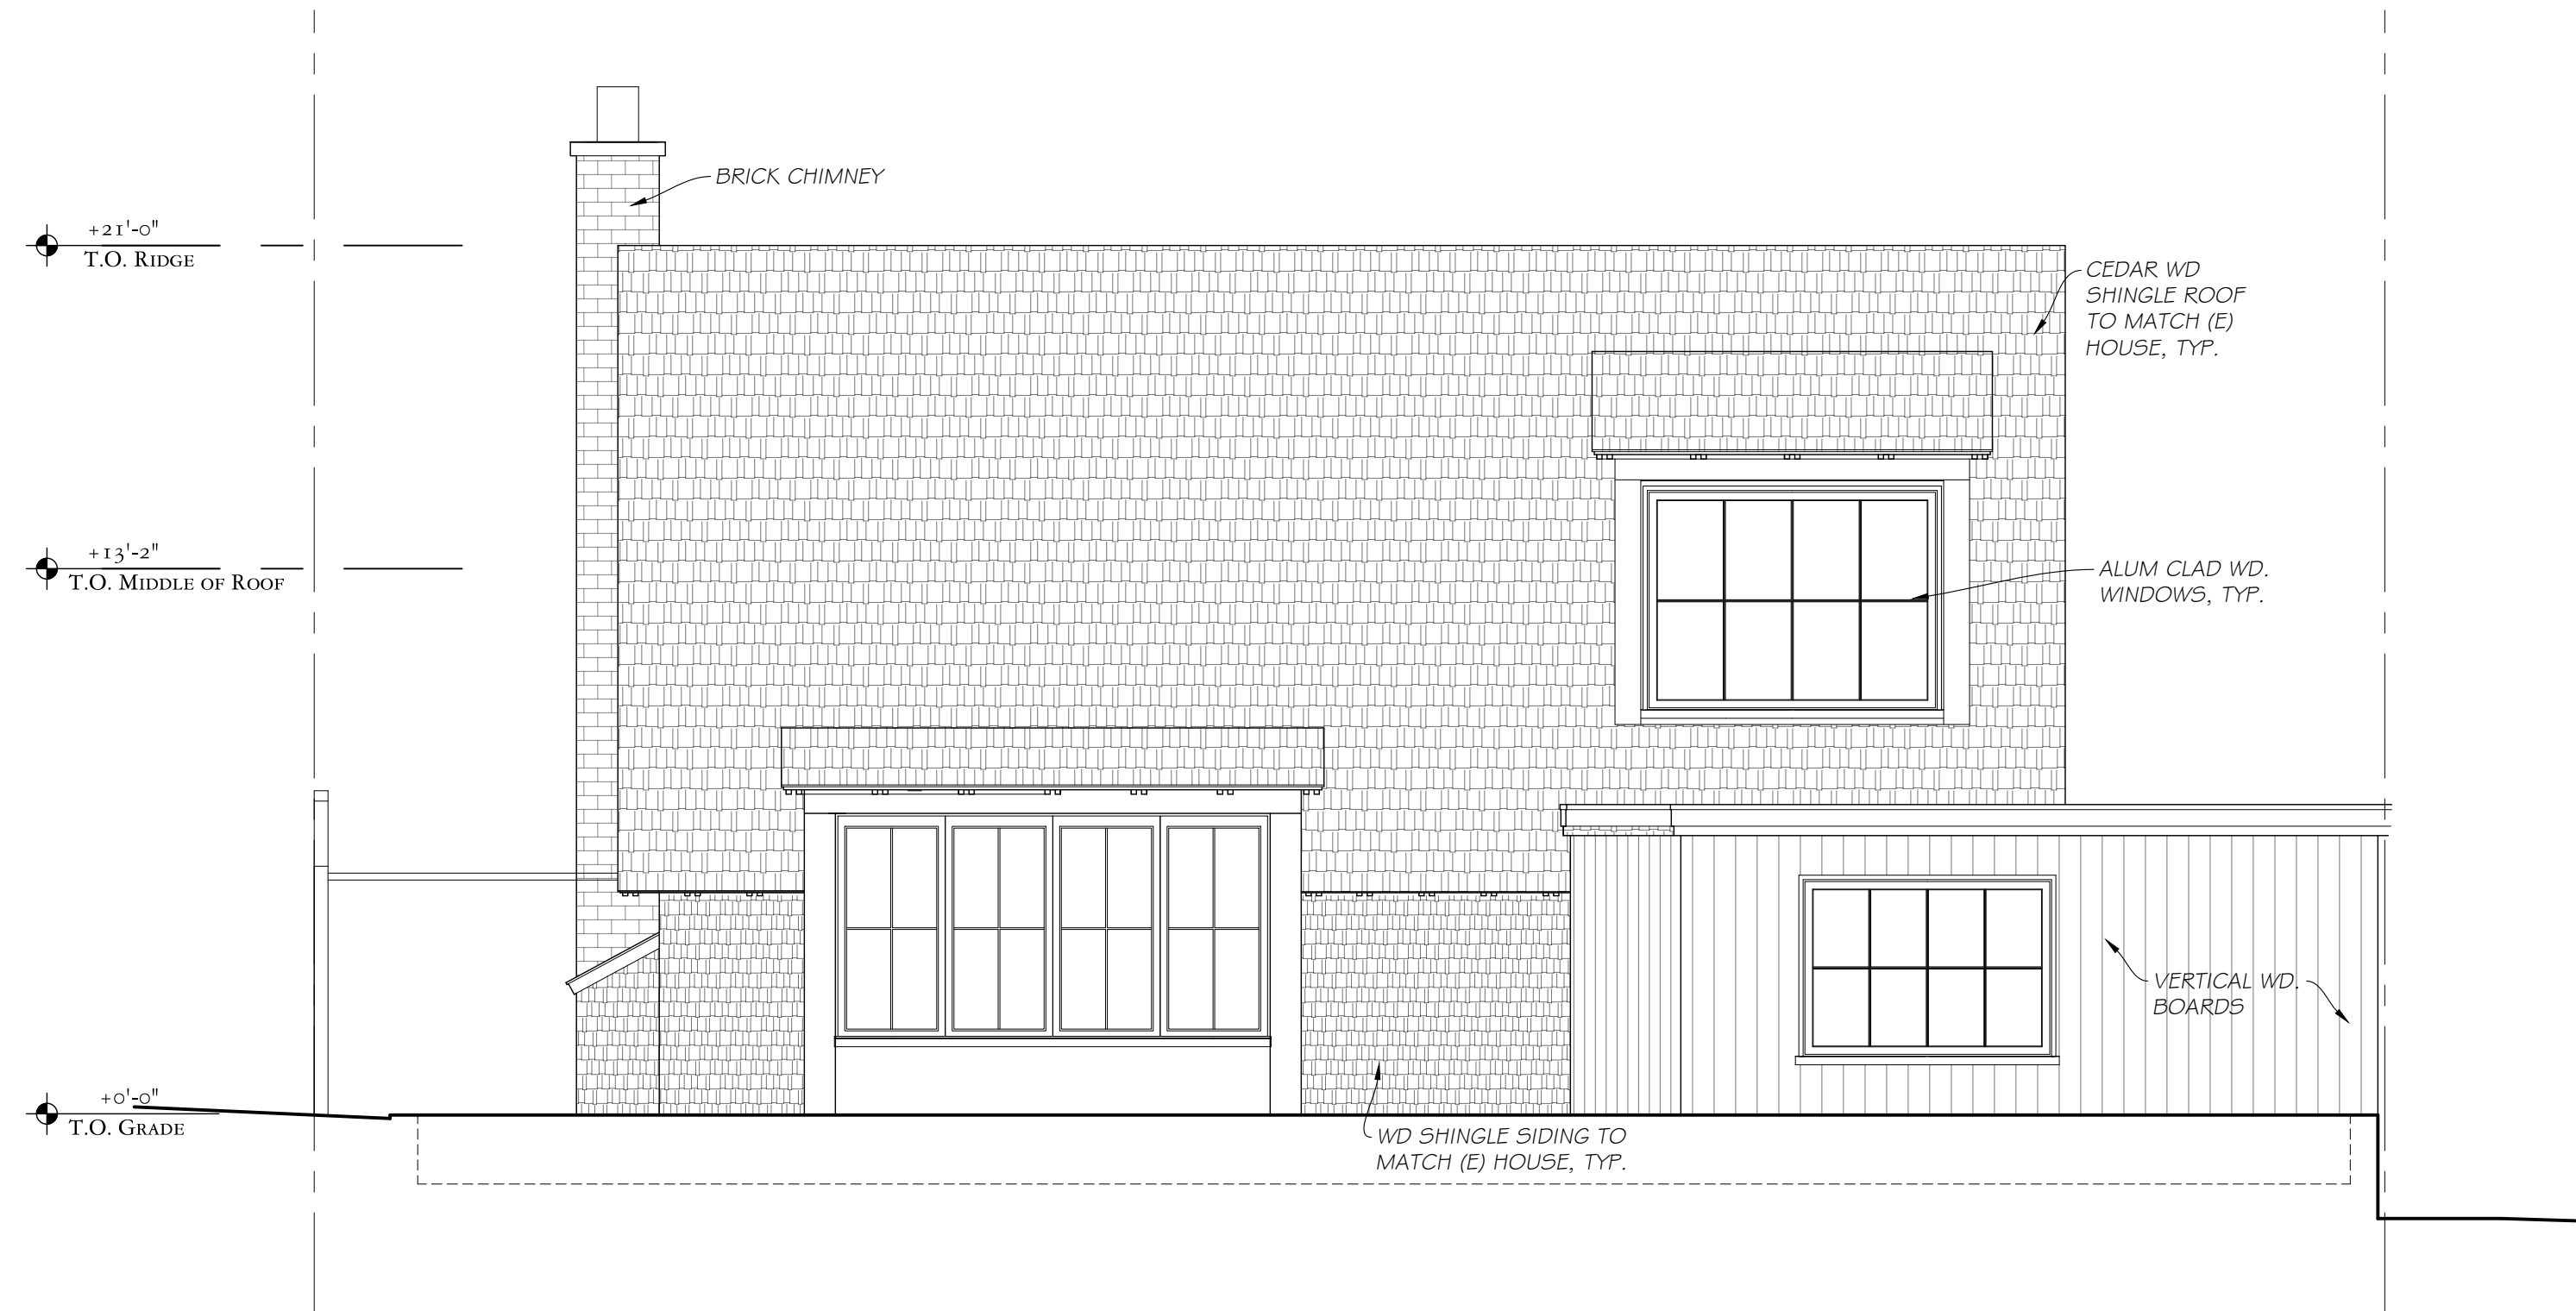 BRICK CHIMNEY
+21'-0"
T.O. RIDGE
CEDAR WD
SHINGLE ROOF
TO MATCH (E)
HOUSE, TYP.
+13'-2"
T.O. MIDDLE OF ROOF
ALUM CLAD WD.
WINDOWS, TYP.
VERTICAL WD.
BOARDS
+0'-0"
T.O. GRADE
WD SHINGLE SIDING TO
MATCH (E) HOUSE, TYP.